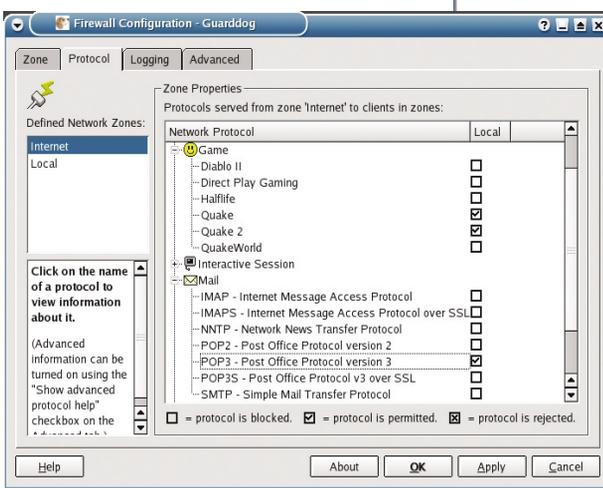 Firewall Configuration - Guarddog
Zone Protocol Logging Advanced
Defined Network Zones:
Internet
Local
Click on the name
of a protocol to
view information
about it.
(Advanced
information can be
turned on using the
"Show advanced
protocol help"
checkbox on the
Advanced tab.)
Zone Properties
Protocols served from zone 'Internet' to clients in zones:
Network Protocol Local
Game
Diablo II
Direct Play Gaming
Halflife
Quake
Quake 2
QuakeWorld
Interactive Session
Mail
IMAP - Internet Message Access Protocol
IMAPS - Internet Message Access Protocol over SSL
NNTP - Network News Transfer Protocol
POP2 - Post Office Protocol version 2
POP3 - Post Office Protocol version 3
POP3S - Post Office Protocol v3 over SSL
SMTP - Simple Mail Transfer Protocol
= protocol is blocked. = protocol is permitted. = protocol is rejected.
Help About OK Apply Cancel